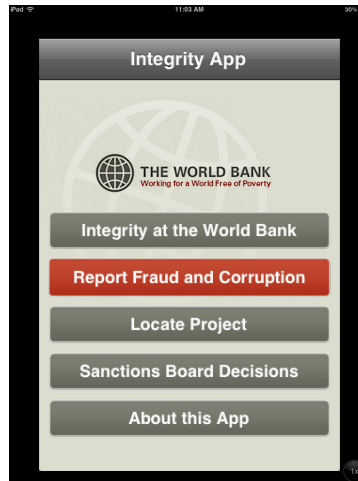 iPad 11:03 AM 30%
Integrity App
THE WORLD BANK
Working for a World Free of Poverty
Integrity at the World Bank
Report Fraud and Corruption
Locate Project
Sanctions Board Decisions
About this App
1x